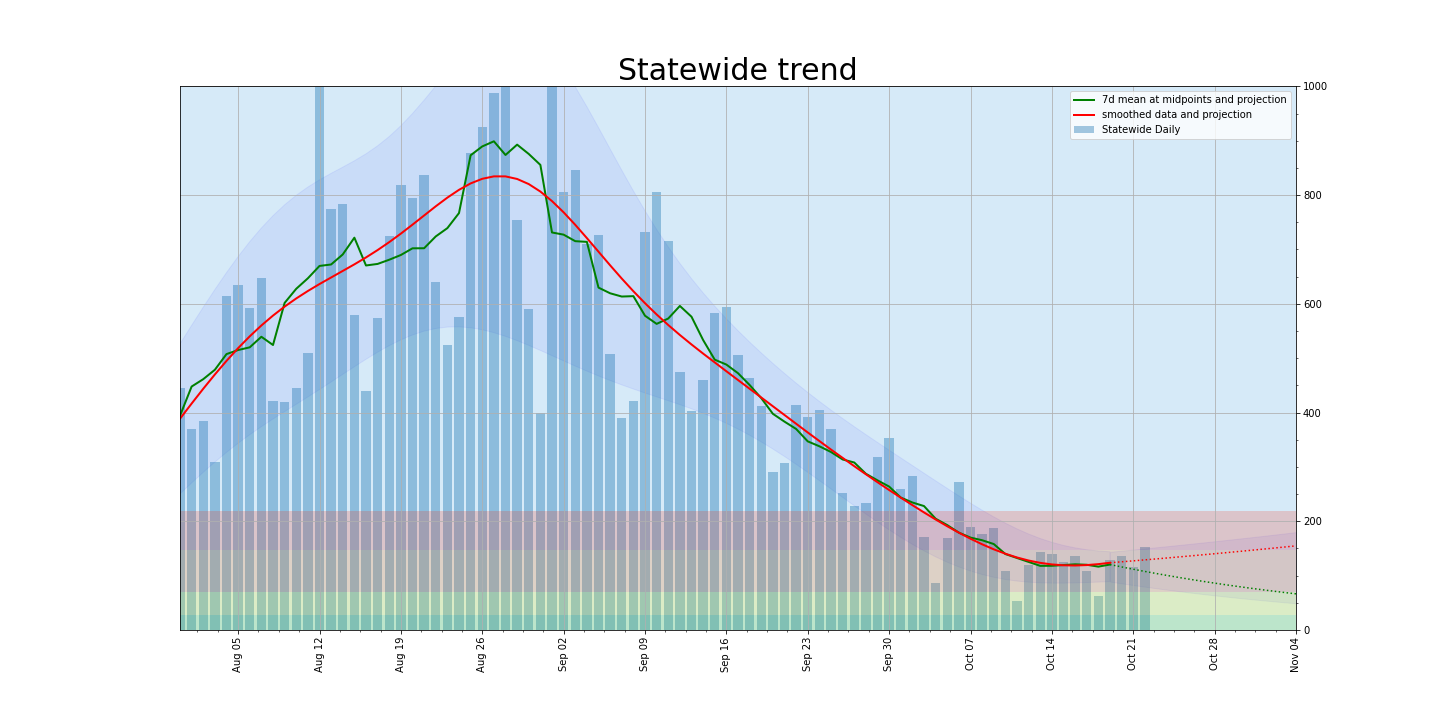 Statewide trend
7d mean at midpoints and projection
smoothed data and projection
Statewide Daily
1000
800
600
400
200
0
Aug 05
Aug 12
Aug 19
Aug 26
Sep 02
Sep 09
Sep 16
Sep 23
Sep 30
Oct 07
Oct 14
Oct 21
Oct 28
Nov 04